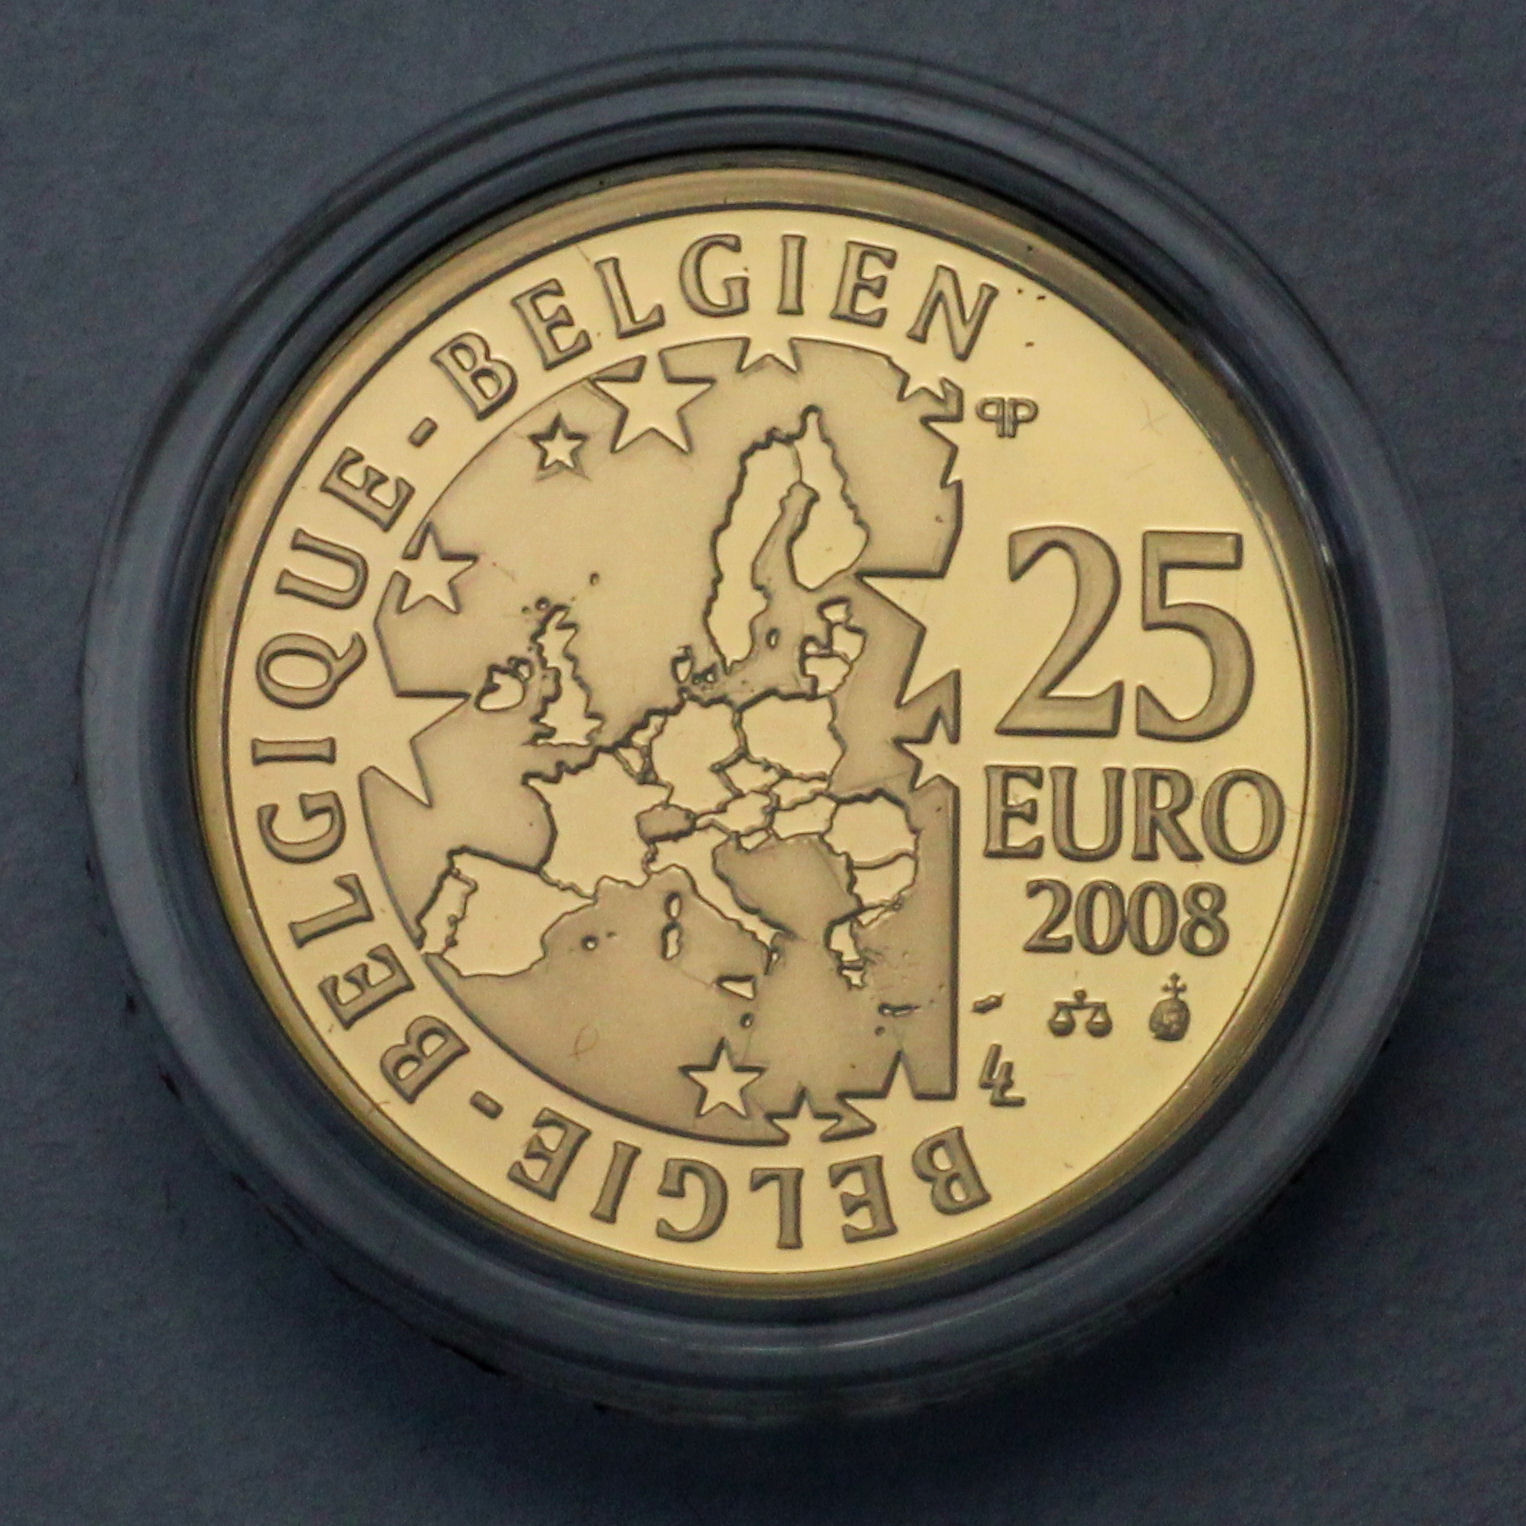 BELGIE - BELGIQUE - BELGIEN
25
EURO
2008